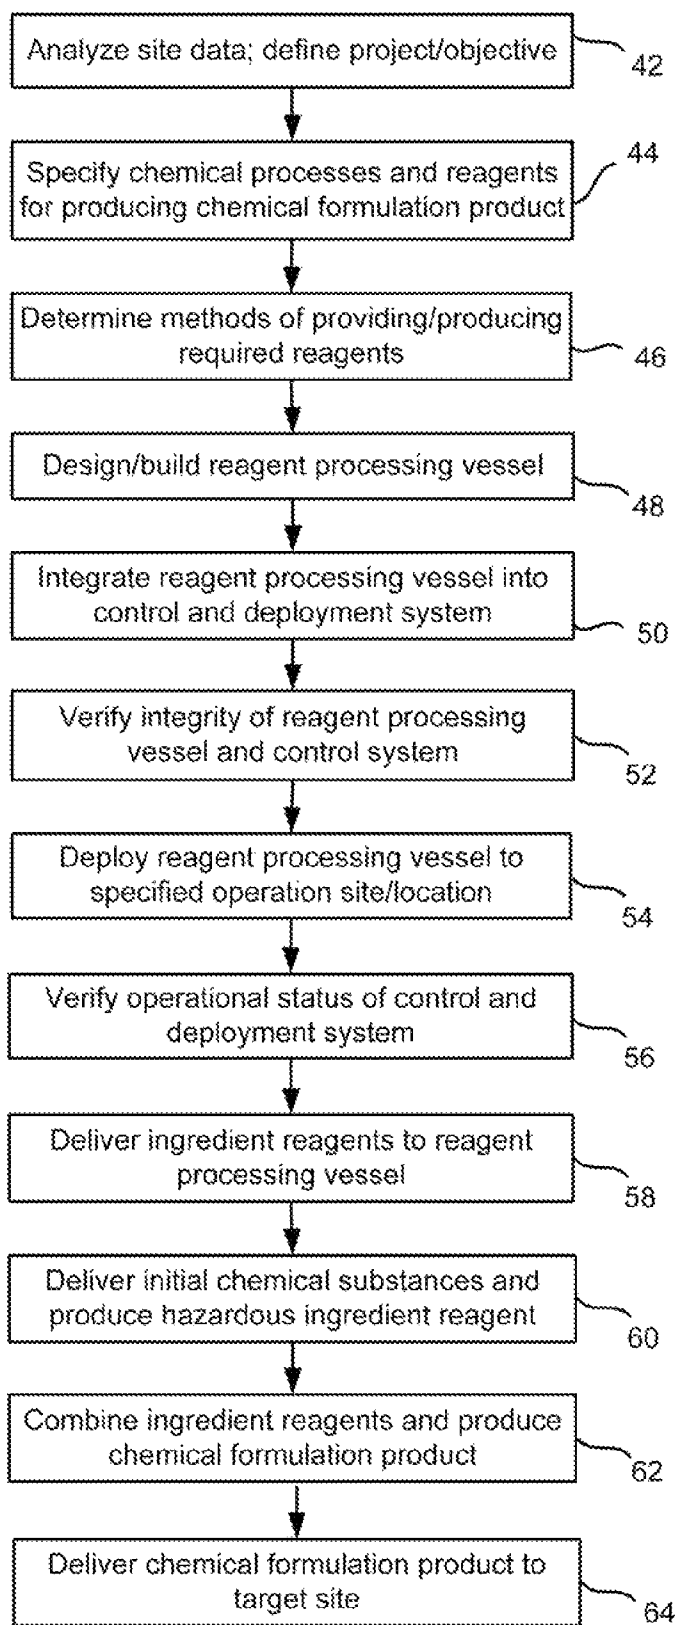 Analyze site data; define project/objective
42
44
Specify chemical processes and reagents
for producing chemical formulation product
Determine methods of providing/producing
required reagents
46
Design/build reagent processing vessel
48
Integrate reagent processing vessel into
control and deployment system
50
Verify integrity of reagent processing
vessel and control system
52
Deploy reagent processing vessel to
specified operation site/location
54
Verify operational status of control and
deployment system
56
Deliver ingredient reagents to reagent
processing vessel
58
Deliver initial chemical substances and
produce hazardous ingredient reagent
60
Combine ingredient reagents and produce
chemical formulation product
62
Deliver chemical formulation product to
target site
64